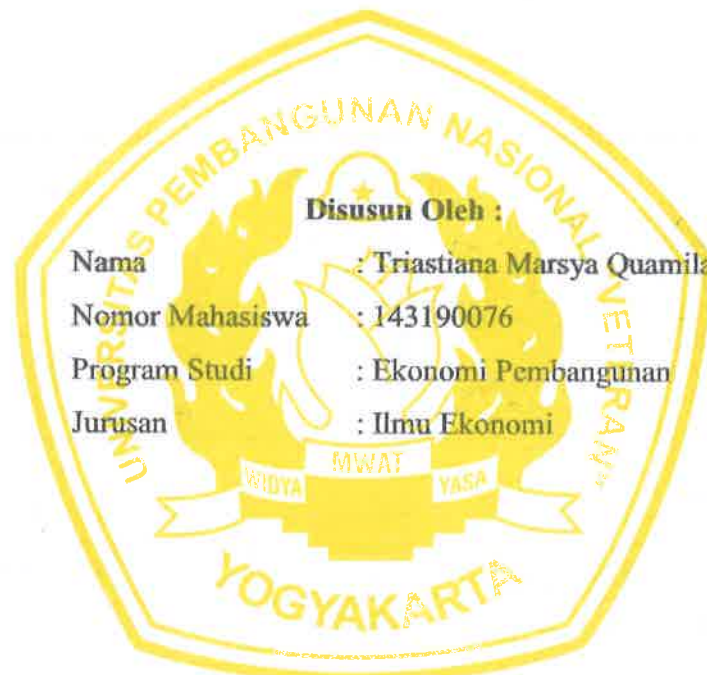 UNIVERSITAS PEMBANGUNAN NASIONAL "VETERAN"
Disusun Oleh :
Nama : Triastiana Marsya Quamila
Nomor Mahasiswa : 143190076
Program Studi : Ekonomi Pembangunan
Jurusan : Ilmu Ekonomi
WIDYA MWAT YASA
YOGYAKARTA